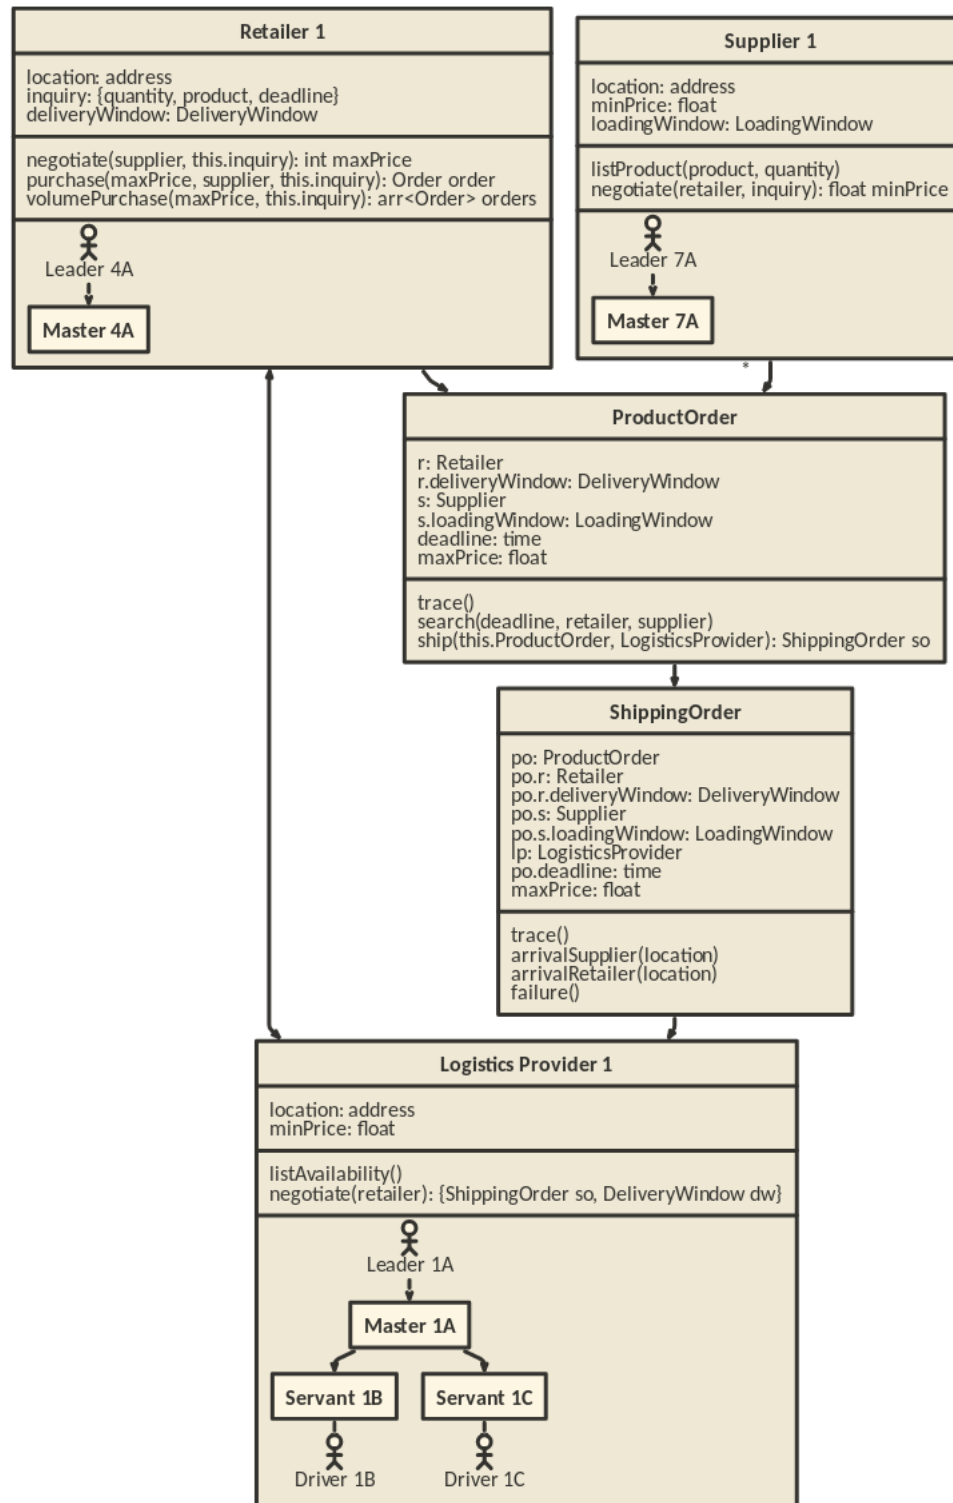 Retailer 1
location: address
inquiry: {quantity, product, deadline}
deliveryWindow: DeliveryWindow
negotiate(supplier, this.inquiry): int maxPrice
purchase(maxPrice, supplier, this.inquiry): Order order
volumePurchase(maxPrice, this.inquiry): arr<Order> orders
Leader 4A
Master 4A
Supplier 1
location: address
minPrice: float
loadingWindow: LoadingWindow
listProduct(product, quantity)
negotiate(retailer, inquiry): float minPrice
Leader 7A
Master 7A
*
ProductOrder
r: Retailer
r.deliveryWindow: DeliveryWindow
s: Supplier
s.loadingWindow: LoadingWindow
deadline: time
maxPrice: float
trace()
search(deadline, retailer, supplier)
ship(this.ProductOrder, LogisticsProvider): ShippingOrder so
ShippingOrder
po: ProductOrder
po.r: Retailer
po.r.deliveryWindow: DeliveryWindow
po.s: Supplier
po.s.loadingWindow: LoadingWindow
lp: LogisticsProvider
po.deadline: time
maxPrice: float
trace()
arrivalSupplier(location)
arrivalRetailer(location)
failure()
Logistics Provider 1
location: address
minPrice: float
listAvailability()
negotiate(retailer): {ShippingOrder so, DeliveryWindow dw}
Leader 1A
Master 1A
Servant 1B
Servant 1C
Driver 1B
Driver 1C